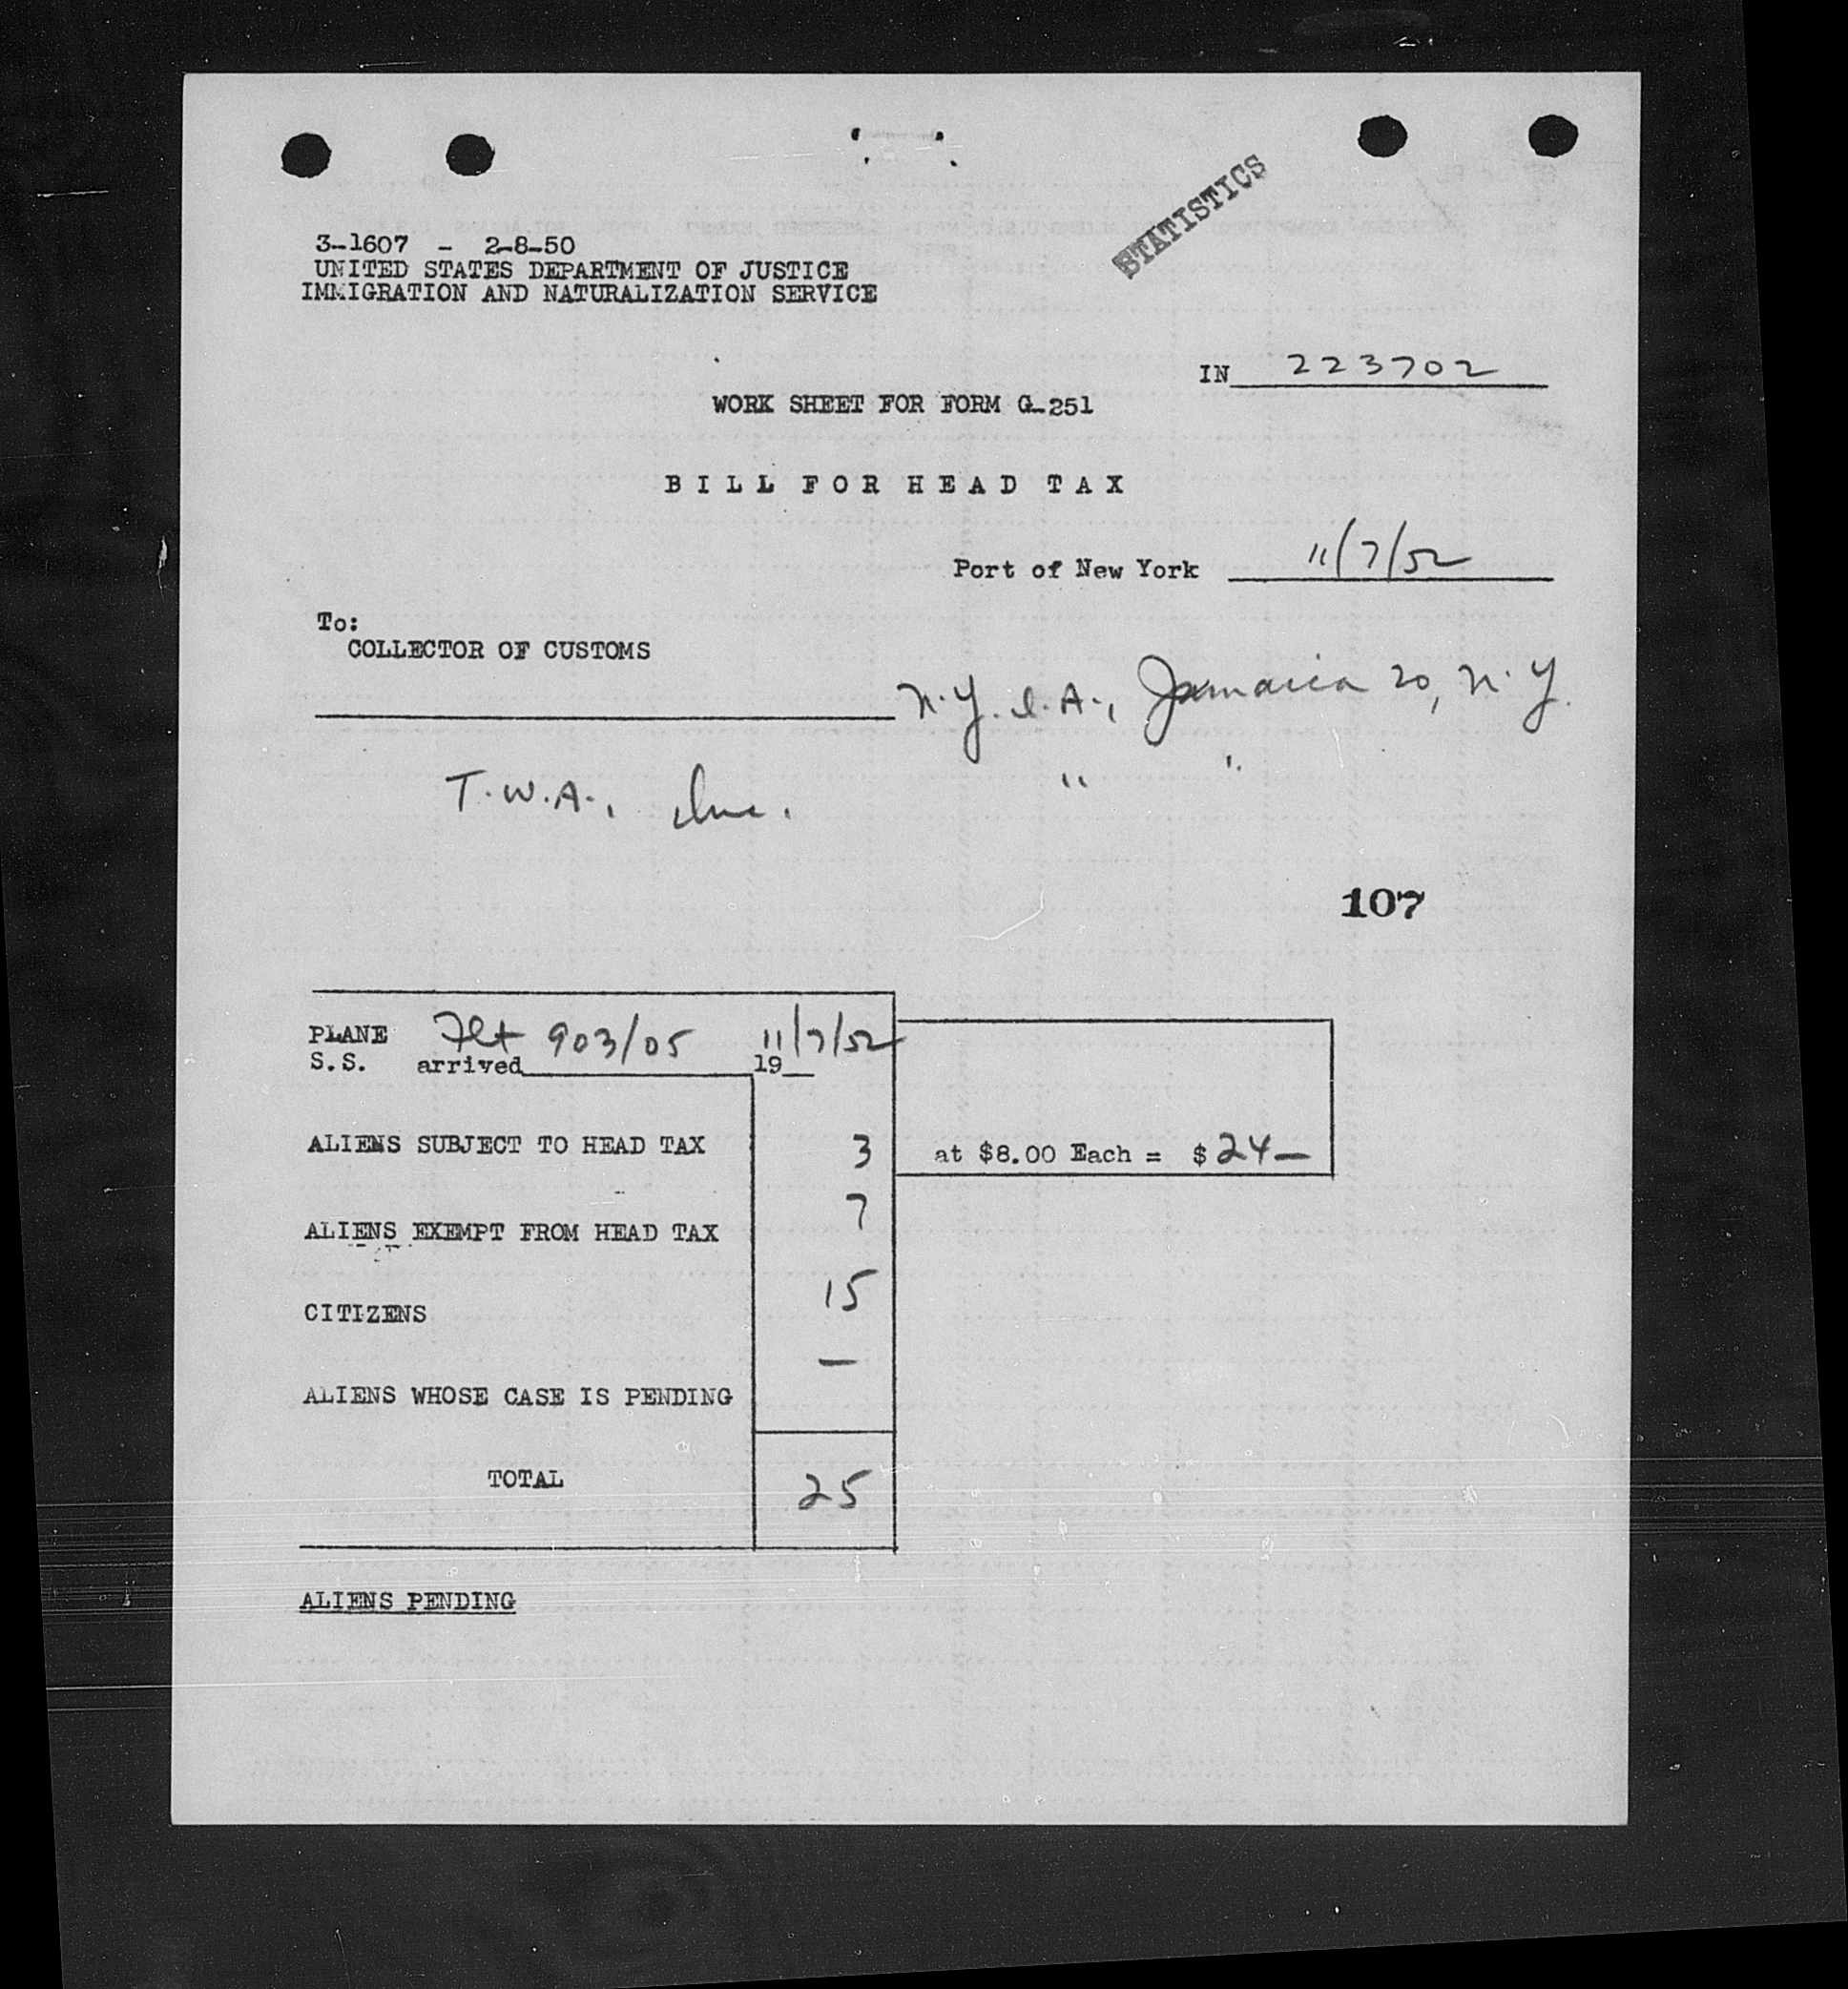 STATISTICS
3-1607 - 2-8-50
UNITED STATES DEPARTMENT OF JUSTICE
IMMIGRATION AND NATURALIZATION SERVICE
IN 223702
WORK SHEET FOR FORM G-251
BILL FOR HEAD TAX
Port of New York 11/7/52
To:
COLLECTOR OF CUSTOMS
N.Y.I.A., Jamaica 20, N.Y.
T.W.A., Inc. " "
107
PLANE Flt 903/05 11/7/52
S.S. arrived 19
ALIENS SUBJECT TO HEAD TAX 3 at $8.00 Each = $ 24—
ALIENS EXEMPT FROM HEAD TAX 7
CITIZENS 15
ALIENS WHOSE CASE IS PENDING —
TOTAL 25
ALIENS PENDING